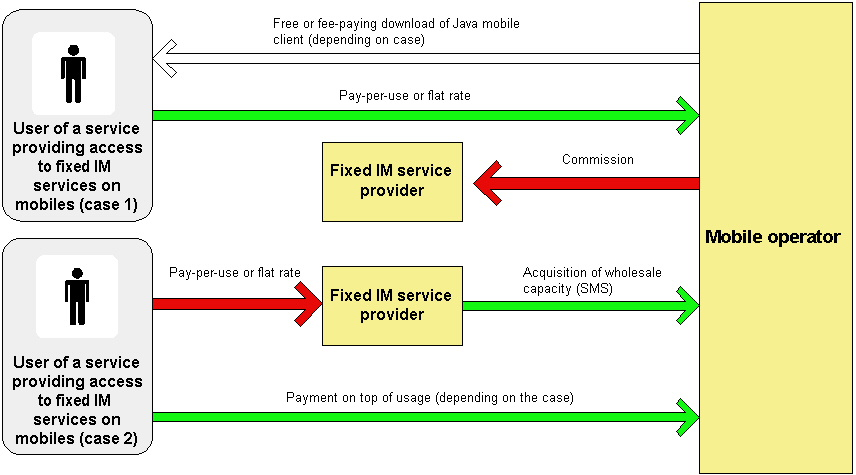 Free or fee-paying download of Java mobile
client (depending on case)
User of a service
providing access
to fixed IM
services on
mobiles (case 1)
Pay-per-use or flat rate
Fixed IM service
provider
Commission
Mobile operator
Pay-per-use or flat rate
Fixed IM service
provider
Acquisition of wholesale
capacity (SMS)
User of a service
providing access
to fixed IM
services on
mobiles (case 2)
Payment on top of usage (depending on the case)